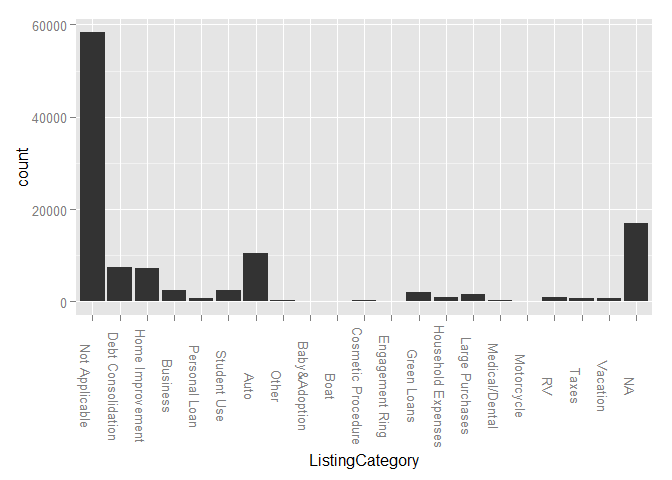 60000
40000
20000
0
count
Not Applicable
Debt Consolidation
Home Improvement
Business
Personal Loan
Student Use
Auto
Other
Baby&Adoption
Boat
Cosmetic Procedure
Engagement Ring
Green Loans
Household Expenses
Large Purchases
Medical/Dental
Motorcycle
RV
Taxes
Vacation
NA
ListingCategory